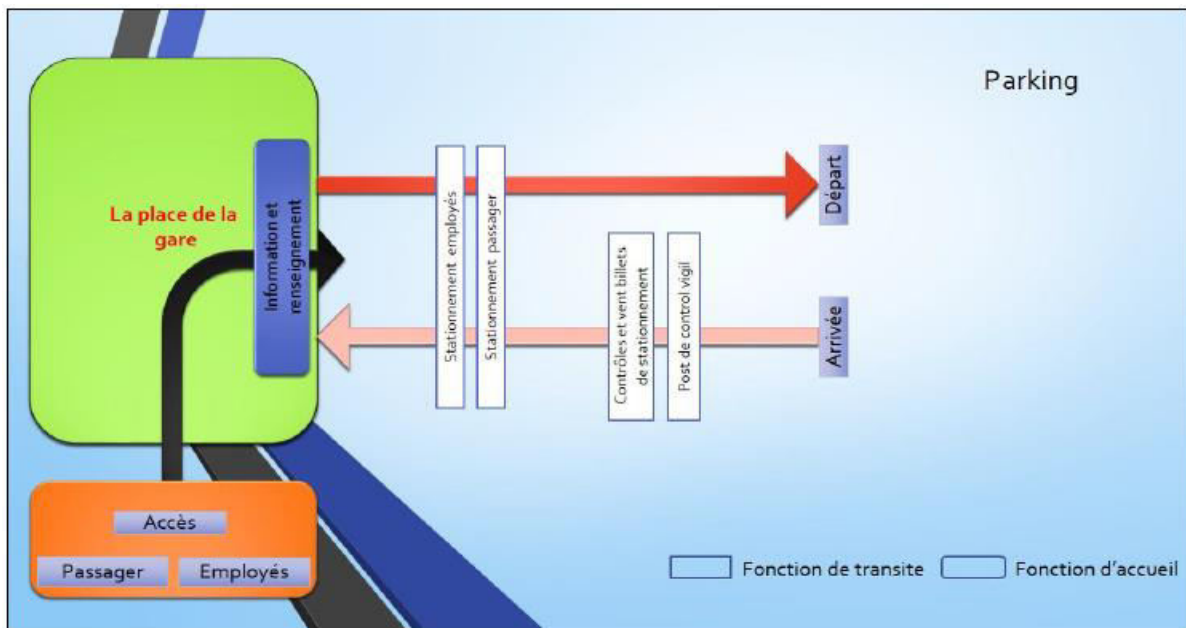 Parking
La place de la
gare
Information et
renseignement
Stationnement employés
Stationnement passager
Contrôles et vent billets
de stationnement
Post de control vigil
Départ
Arrivée
Accès
Passager
Employés
Fonction de transite
Fonction d'accueil